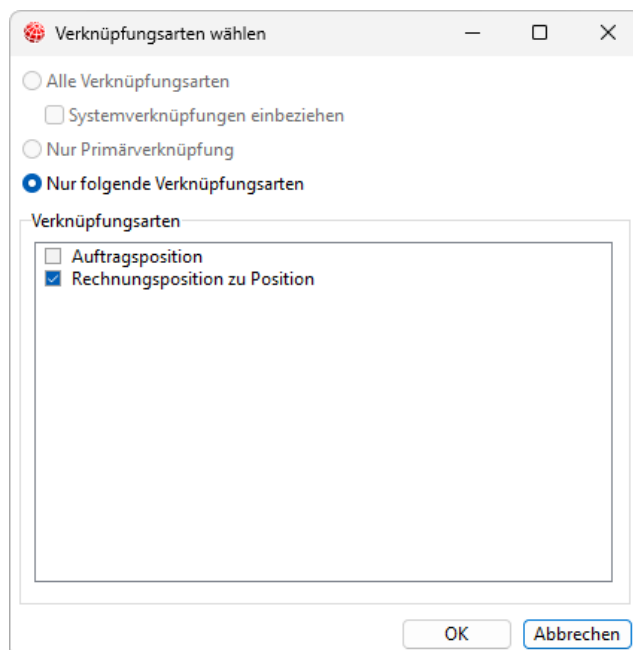 Verknüpfungsarten wählen
Alle Verknüpfungsarten
Systemverknüpfungen einbeziehen
Nur Primärverknüpfung
Nur folgende Verknüpfungsarten
Verknüpfungsarten
Auftragsposition
Rechnungsposition zu Position
OK Abbrechen